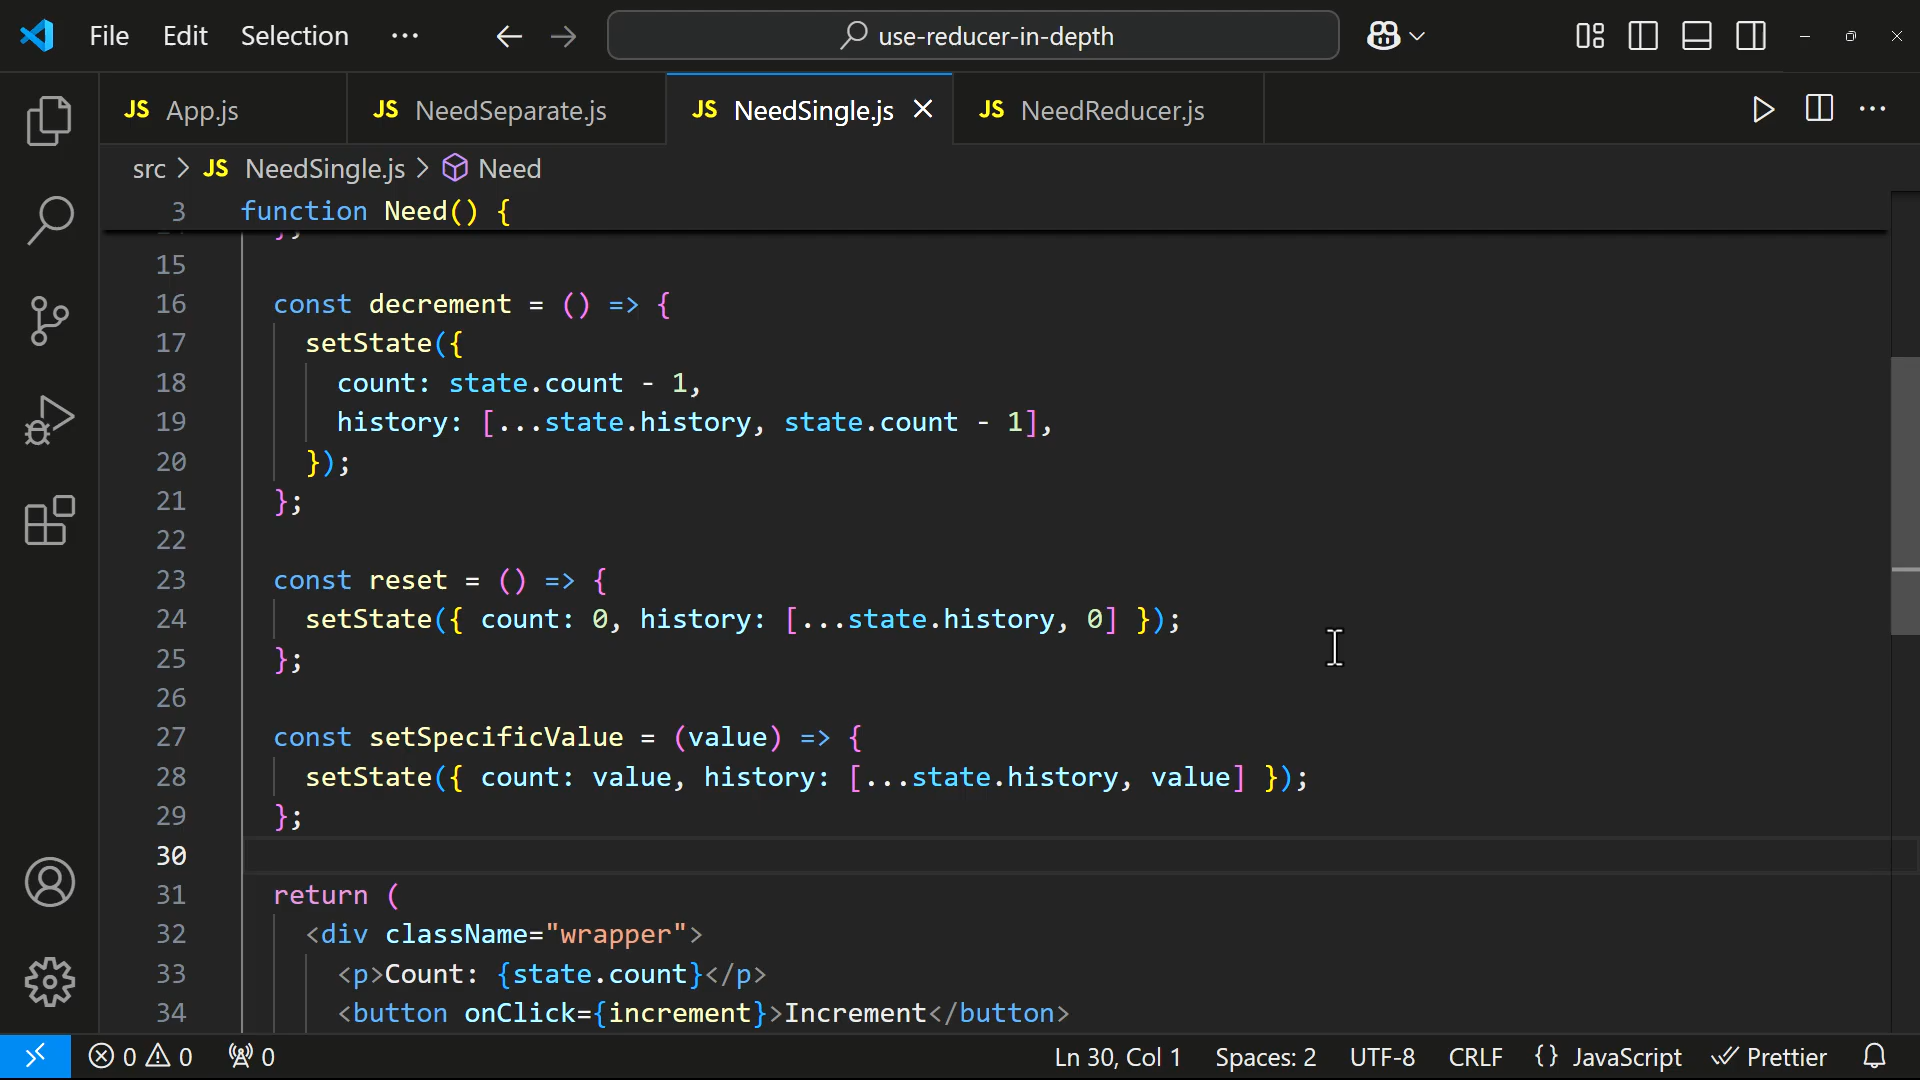 File Edit Selection ··· use-reducer-in-depth
JS App.js JS NeedSeparate.js JS NeedSingle.js JS NeedReducer.js
src > JS NeedSingle.js > Need
3 function Need() {
15
16 const decrement = () => {
17 setState({
18 count: state.count - 1,
19 history: [...state.history, state.count - 1],
20 });
21 };
22
23 const reset = () => {
24 setState({ count: 0, history: [...state.history, 0] });
25 };
26
27 const setSpecificValue = (value) => {
28 setState({ count: value, history: [...state.history, value] });
29 };
30
31 return (
32 <div className="wrapper">
33 <p>Count: {state.count}</p>
34 <button onClick={increment}>Increment</button>
0 0 0 Ln 30, Col 1 Spaces: 2 UTF-8 CRLF {} JavaScript Prettier